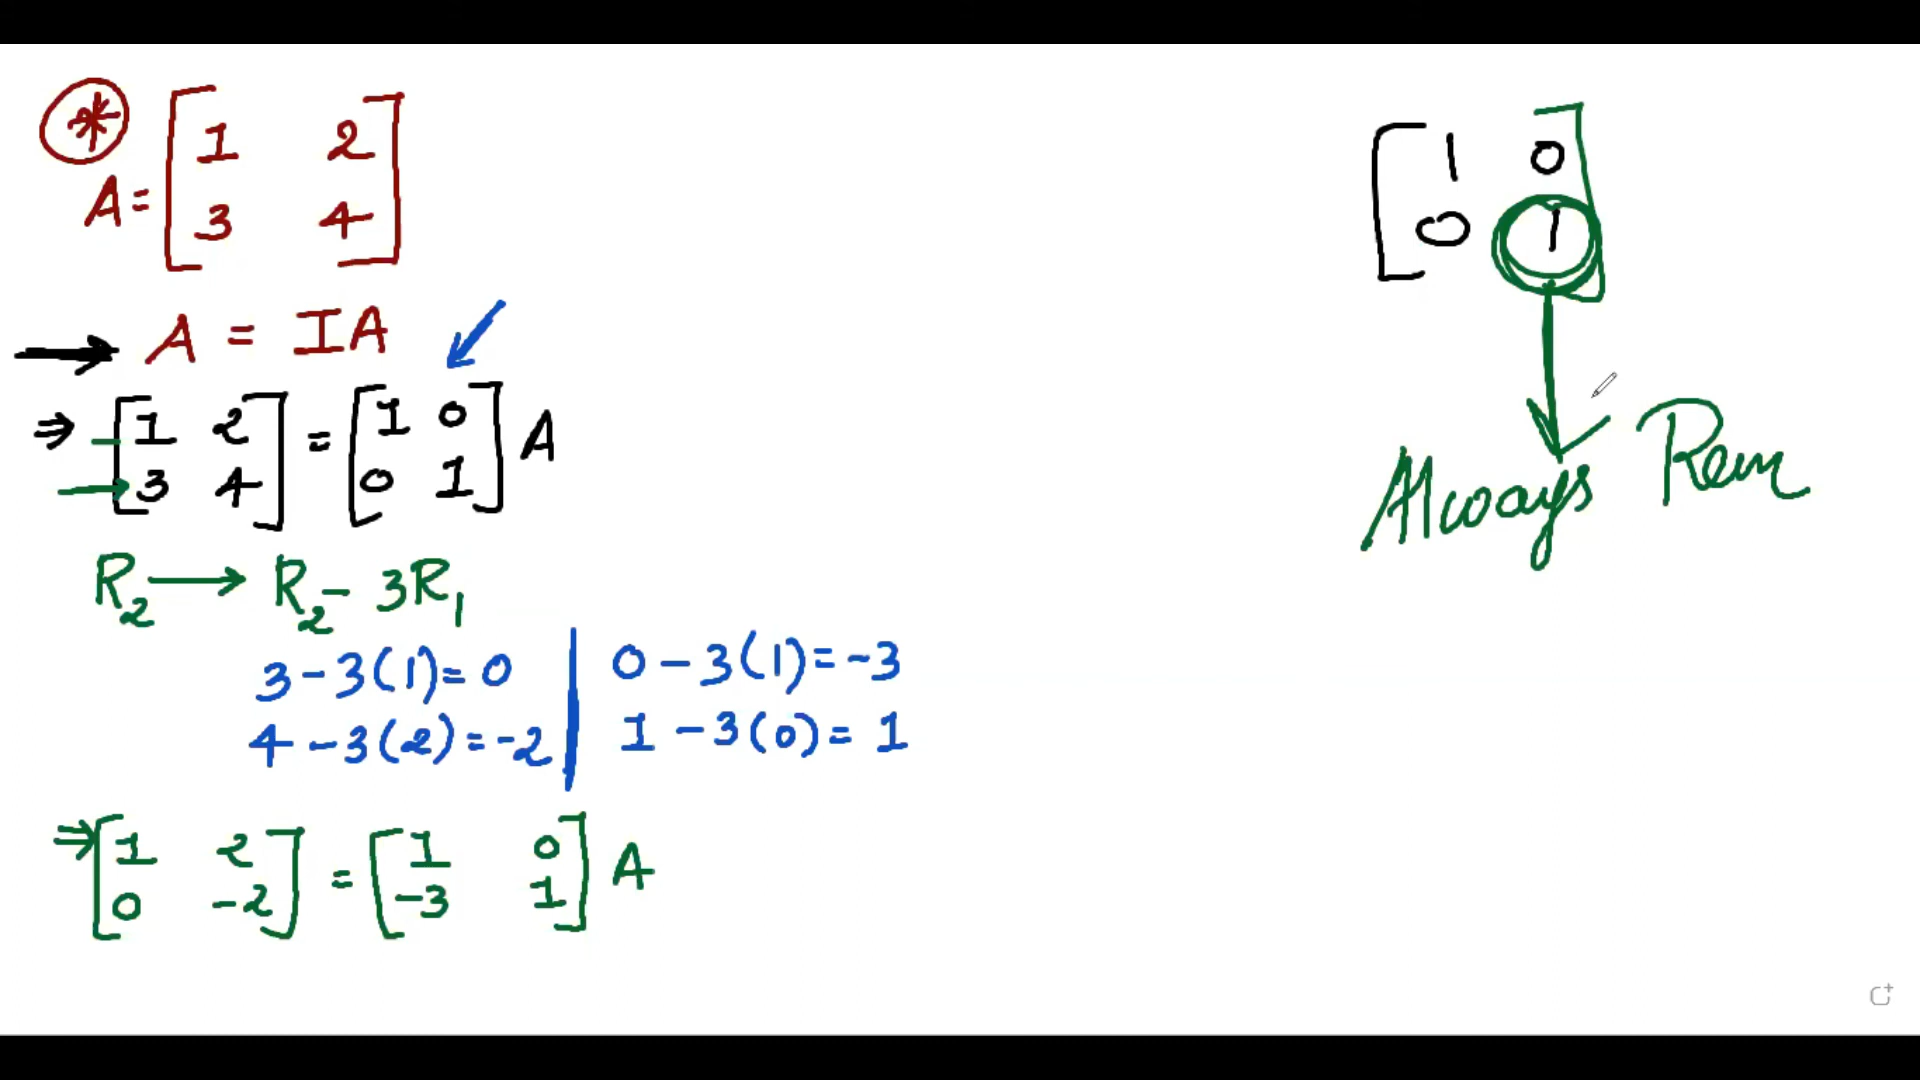 *
A = [1 2
3 4]
→ A = IA
⇒ [1 2
3 4] = [1 0
0 1] A
R₂ → R₂ - 3R₁
3 - 3(1) = 0 | 0 - 3(1) = -3
4 - 3(2) = -2 | 1 - 3(0) = 1
⇒ [1 2
0 -2] = [1 0
-3 1] A
[1 0
0 1]
Always Rem